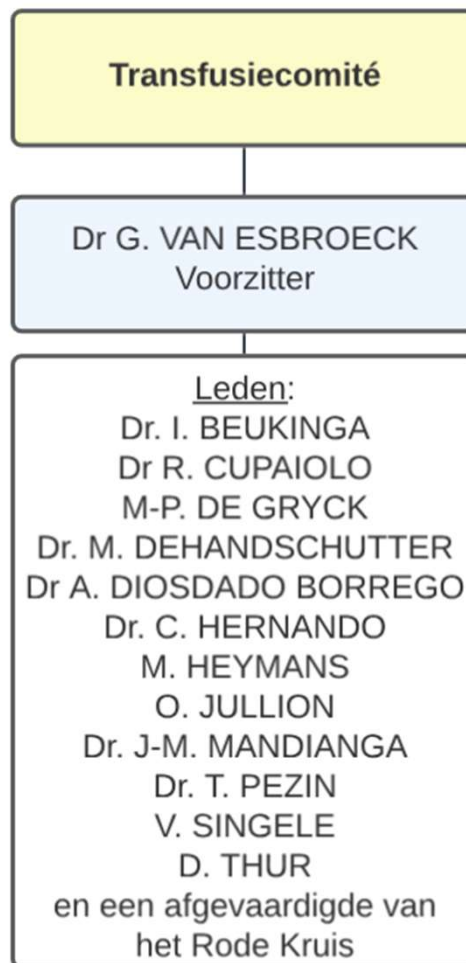 Transfusiecomité
Dr G. VAN ESBROECK
Voorzitter
Leden:
Dr. I. BEUKINGA
Dr R. CUPAIOLO
M-P. DE GRYCK
Dr. M. DEHANDSCHUTTER
Dr A. DIOSDADO BORREGO
Dr. C. HERNANDO
M. HEYMANS
O. JULLION
Dr. J-M. MANDIANGA
Dr. T. PEZIN
V. SINGELE
D. THUR
en een afgevaardigde van
het Rode Kruis